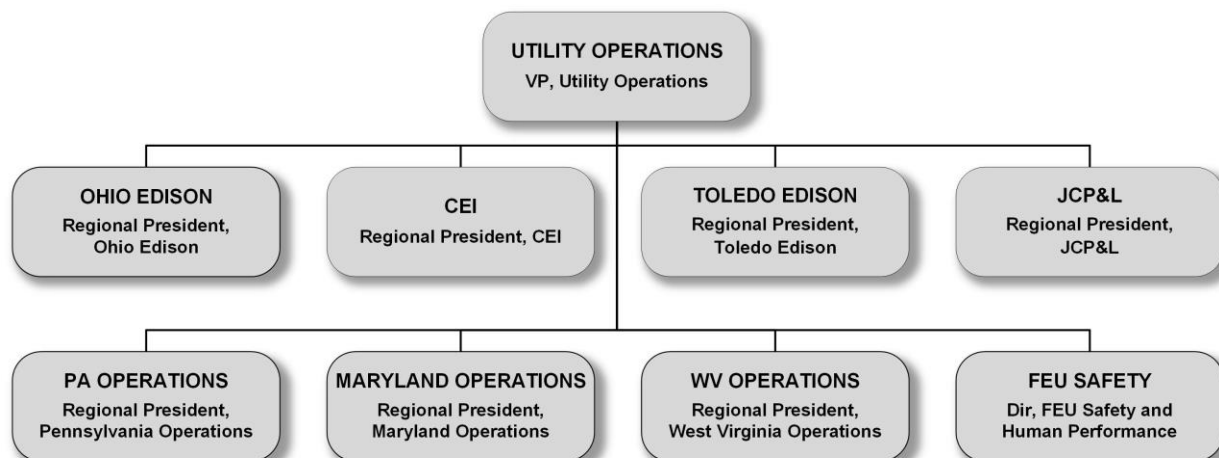 UTILITY OPERATIONS
VP, Utility Operations
OHIO EDISON
Regional President,
Ohio Edison
CEI
Regional President, CEI
TOLEDO EDISON
Regional President,
Toledo Edison
JCP&L
Regional President,
JCP&L
PA OPERATIONS
Regional President,
Pennsylvania Operations
MARYLAND OPERATIONS
Regional President,
Maryland Operations
WV OPERATIONS
Regional President,
West Virginia Operations
FEU SAFETY
Dir, FEU Safety and
Human Performance